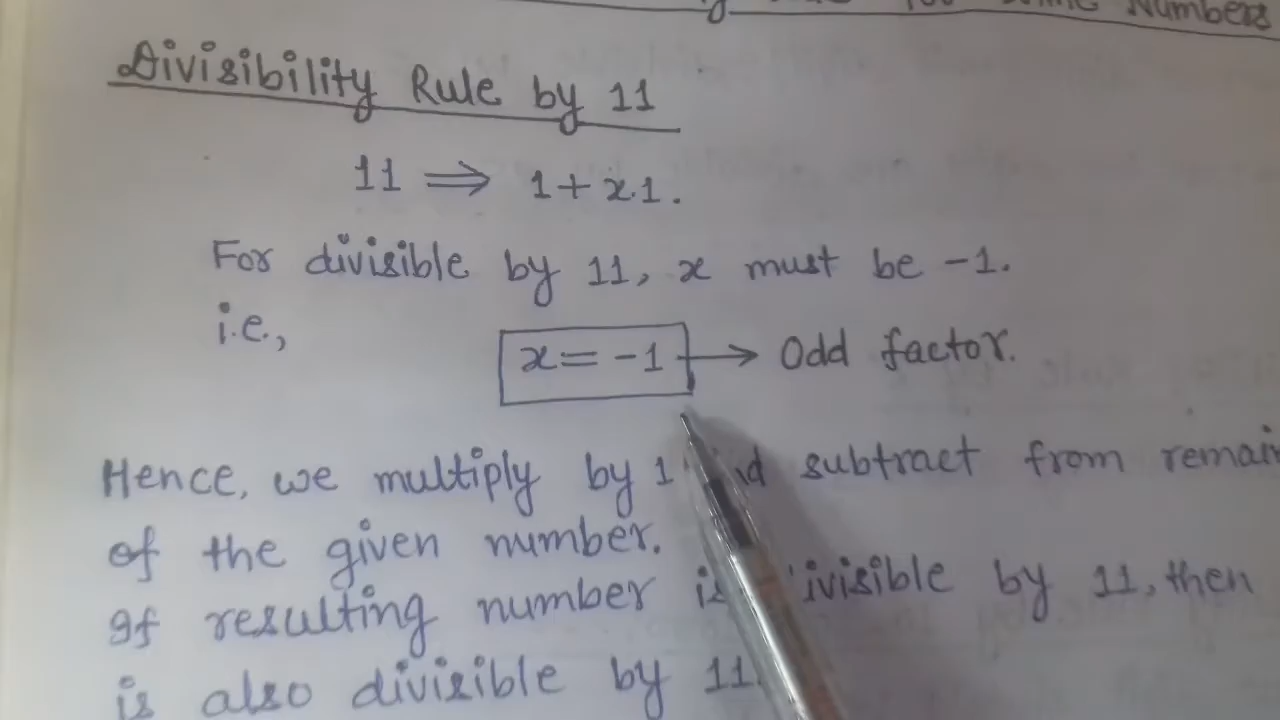 Numbers
Divisibility Rule by 11
11 ⟹ 1 + x.1.
For divisible by 11, x must be -1.
i.e.,
x = -1 → Odd factor.
Hence, we multiply by 1 subtract from
of the given number.
If resulting number is divisible by 11, then
is also divisible by 11.